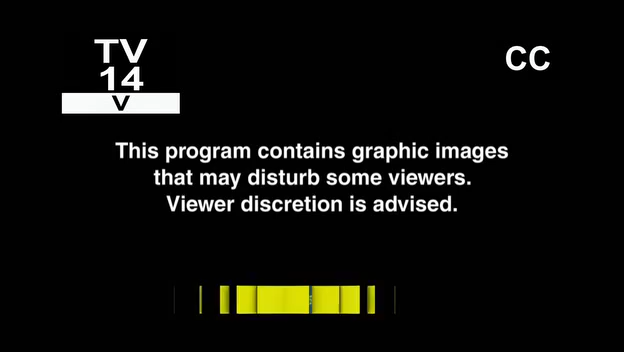 TV
14
V
CC
This program contains graphic images
that may disturb some viewers.
Viewer discretion is advised.